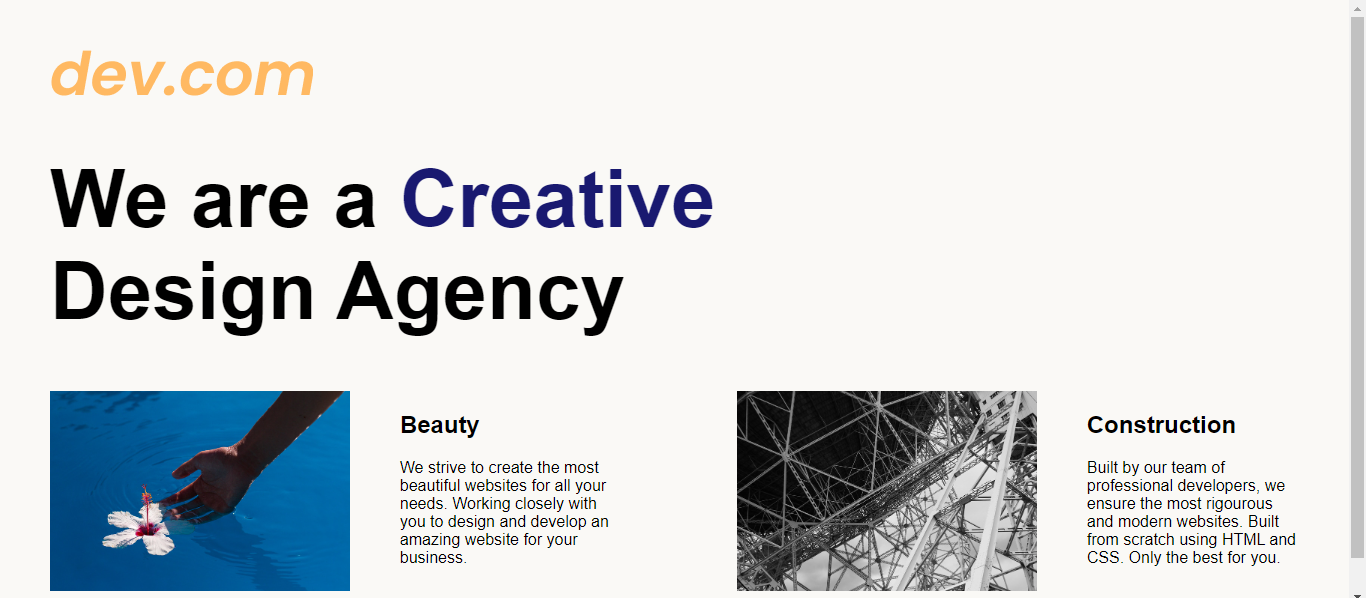 dev.com
We are a Creative
Design Agency
Beauty
We strive to create the most
beautiful websites for all your
needs. Working closely with
you to design and develop an
amazing website for your
business.
Construction
Built by our team of
professional developers, we
ensure the most rigourous
and modern websites. Built
from scratch using HTML and
CSS. Only the best for you.